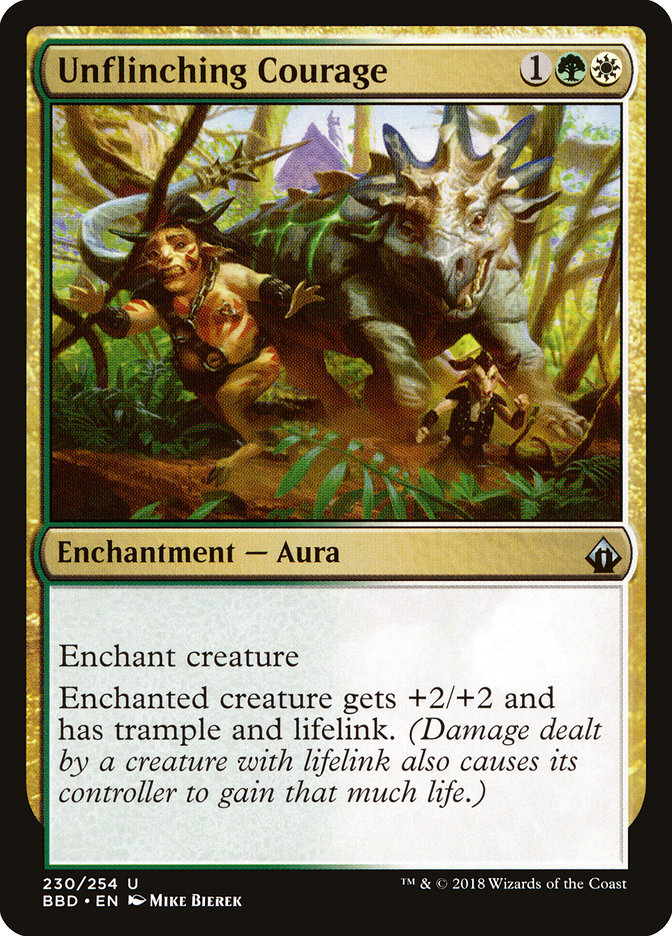 Unflinching Courage 1
Enchantment — Aura
Enchant creature
Enchanted creature gets +2/+2 and
has trample and lifelink. (Damage dealt
by a creature with lifelink also causes its
controller to gain that much life.)
230/254 U
BBD • EN Mike Bierek
™ & © 2018 Wizards of the Coast